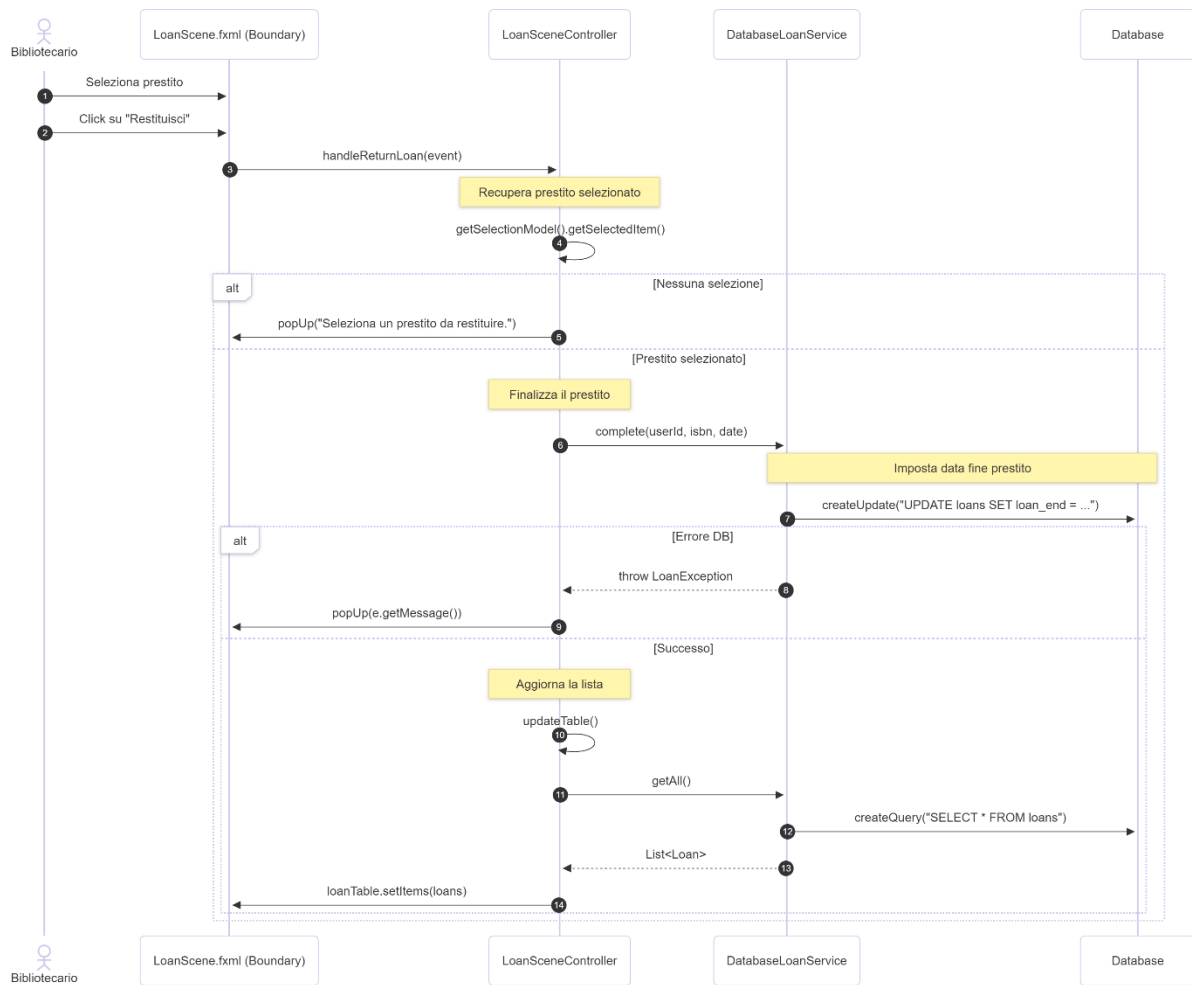 Bibliotecario
LoanScene.fxml (Boundary)
LoanSceneController
DatabaseLoanService
Database
Seleziona prestito
1
Click su "Restituisci"
2
handleReturnLoan(event)
3
Recupera prestito selezionato
getSelectionModel().getSelectedItem()
4
alt
[Nessuna selezione]
popUp("Seleziona un prestito da restituire.")
5
[Prestito selezionato]
Finalizza il prestito
complete(userId, isbn, date)
6
Imposta data fine prestito
createUpdate("UPDATE loans SET loan_end = ...")
7
alt
[Errore DB]
throw LoanException
8
popUp(e.getMessage())
9
[Successo]
Aggiorna la lista
updateTable()
10
getAll()
11
createQuery("SELECT * FROM loans")
12
List<Loan>
13
loanTable.setItems(loans)
14
Bibliotecario
LoanScene.fxml (Boundary)
LoanSceneController
DatabaseLoanService
Database